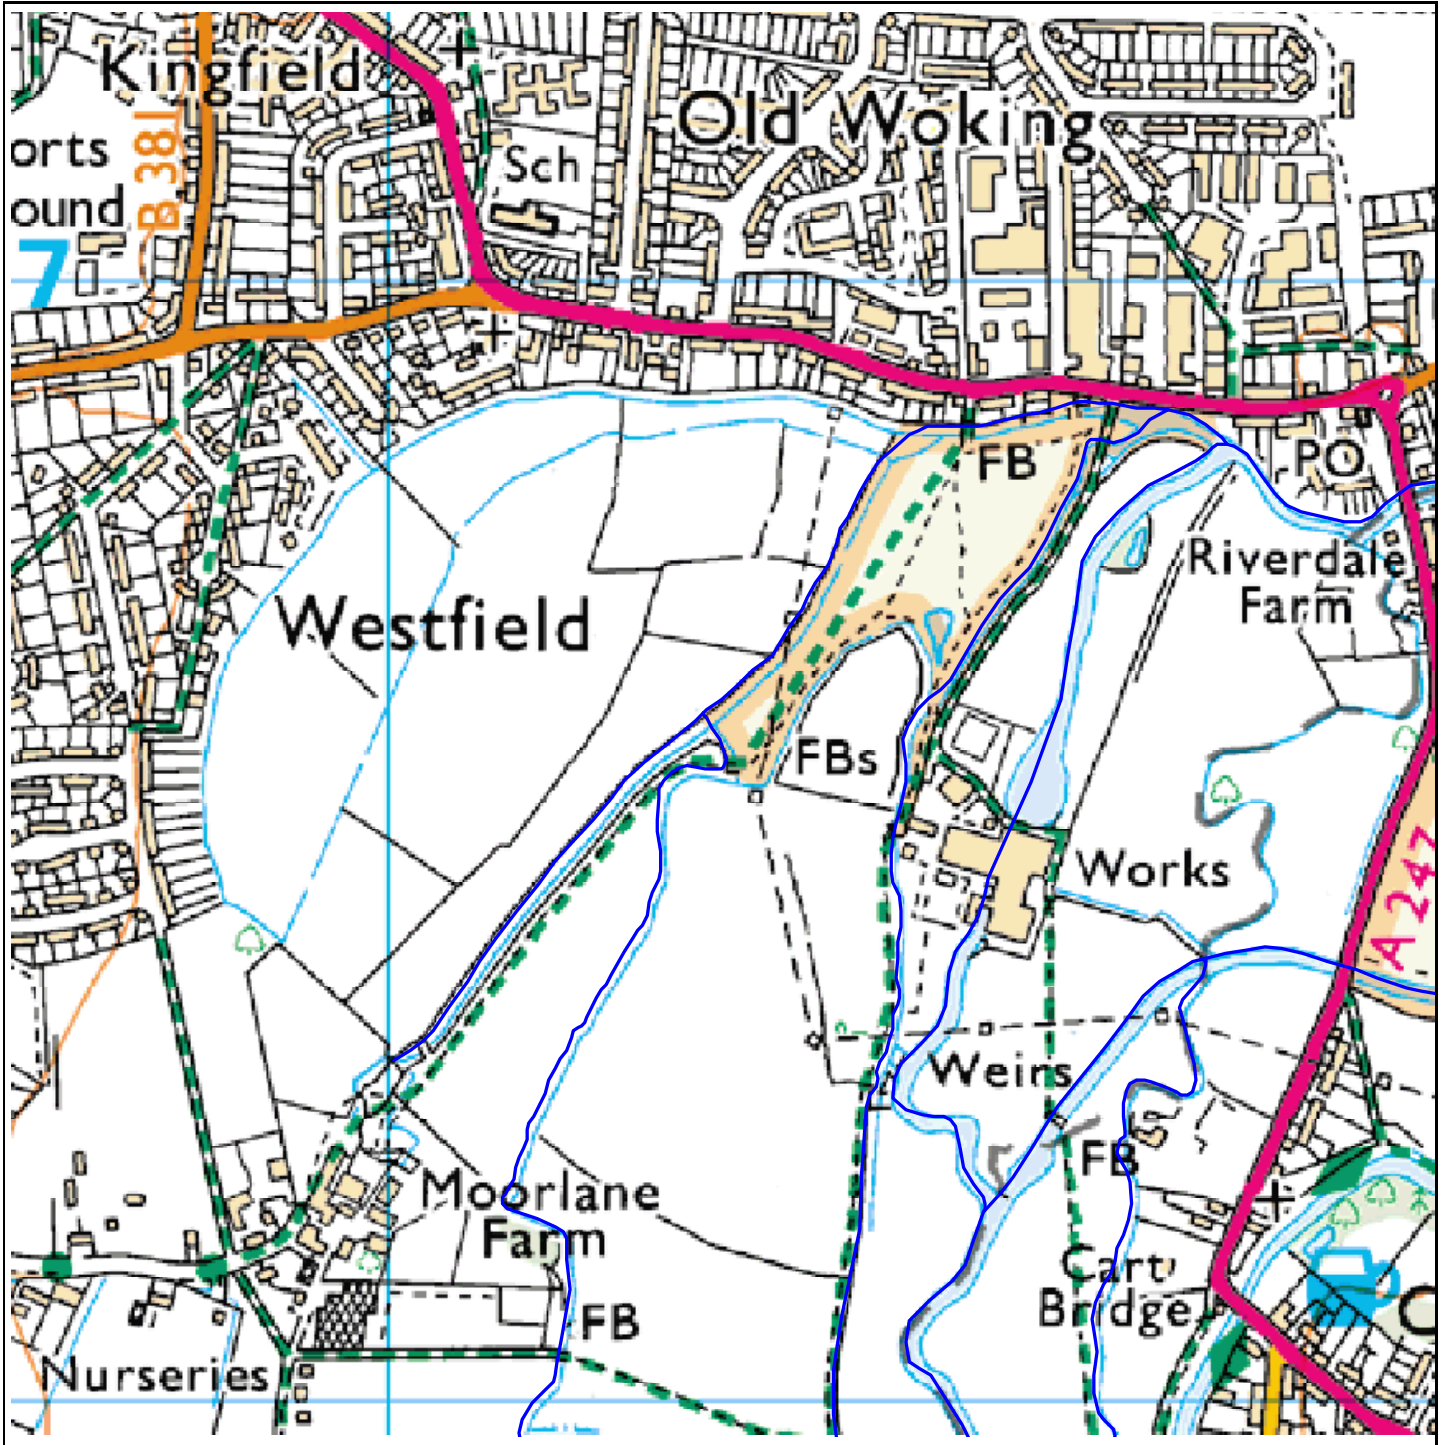 Kingfield
Old Woking
orts
B 381
Sch
ound
7
FB
PO
Riverdale
Farm
Westfield
FBs
Works
A 247
Weirs
FB
Moorlane
Farm
Cart
Bridge
FB
C
Nurseries